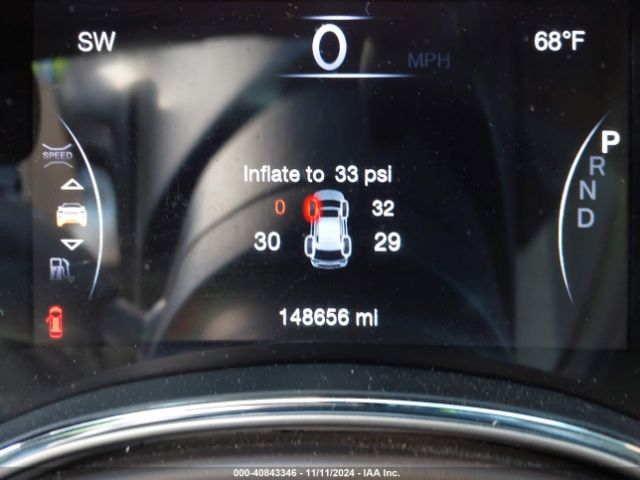 SW 0 MPH 68°F
SPEED
P
R
N
D
Inflate to 33 psi
0 32
30 29
148656 mi
000-40843346 - 11/11/2024 - IAA Inc.